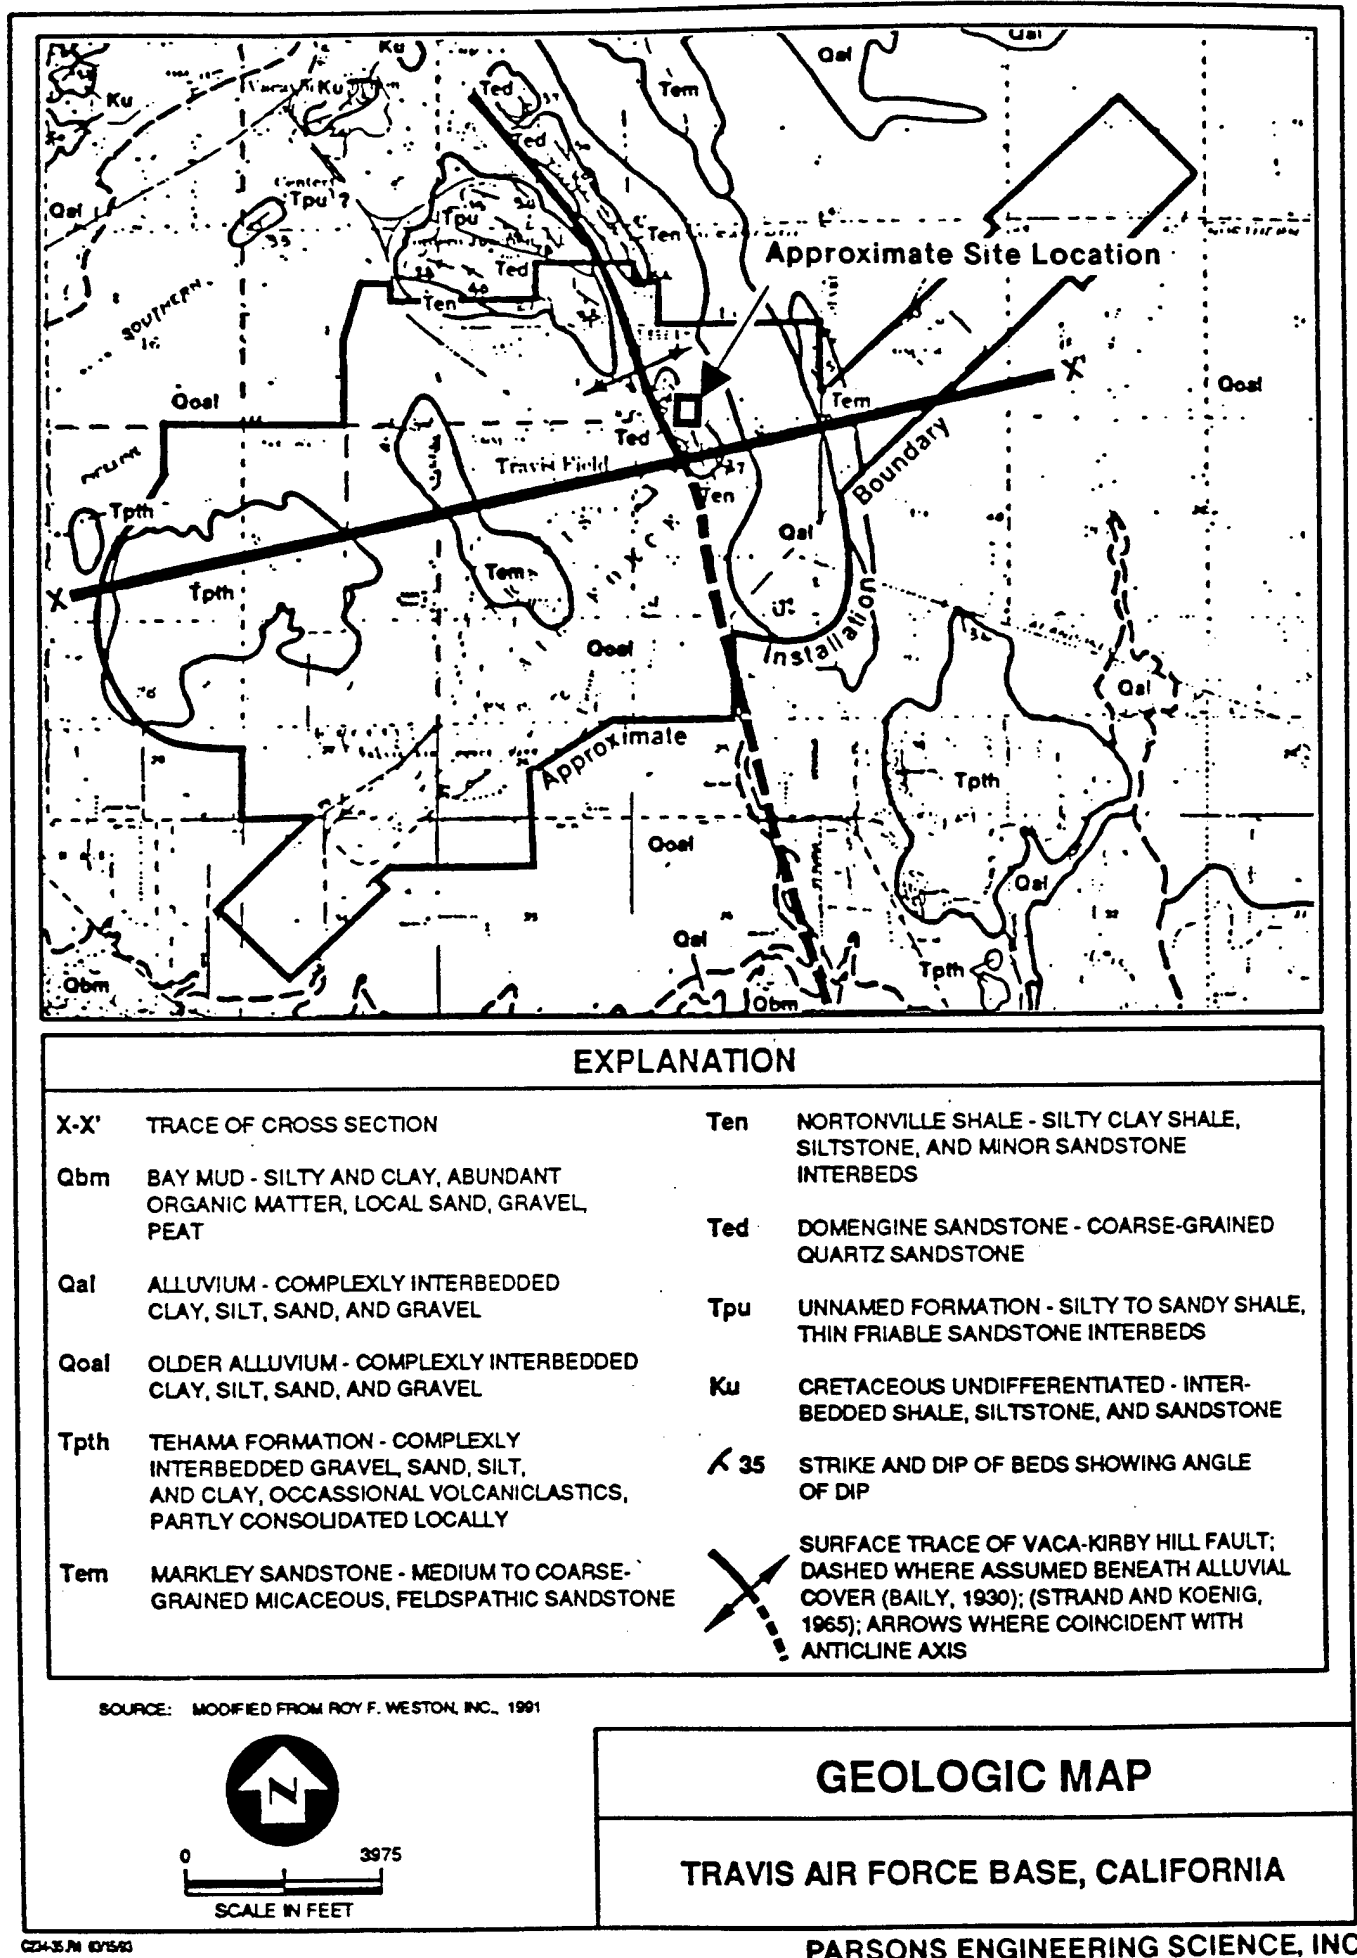 Ku
Qal
Qal
Ted
Tem
Ku
Ku
Ted
Centers
Tpu ?
Qal
Tpu
35
Ten
Approximate Site Location
SOUTHERN
Ted
Ten
Qoal
X'
Qoal
Tem
Ted
Travis Field
Boundary
Ten
Tpth
Qal
X
Tpth
Tem
Installation
Qoal
Qal
Approximate
Tpth
Qoal
Qal
Qal
Tpth
Qbm
Qbm
EXPLANATION
X-X' TRACE OF CROSS SECTION
Qbm BAY MUD - SILTY AND CLAY, ABUNDANT
ORGANIC MATTER, LOCAL SAND, GRAVEL,
PEAT
Qal ALLUVIUM - COMPLEXLY INTERBEDDED
CLAY, SILT, SAND, AND GRAVEL
Qoal OLDER ALLUVIUM - COMPLEXLY INTERBEDDED
CLAY, SILT, SAND, AND GRAVEL
Tpth TEHAMA FORMATION - COMPLEXLY
INTERBEDDED GRAVEL, SAND, SILT,
AND CLAY, OCCASSIONAL VOLCANICLASTICS,
PARTLY CONSOLIDATED LOCALLY
Tem MARKLEY SANDSTONE - MEDIUM TO COARSE-
GRAINED MICACEOUS, FELDSPATHIC SANDSTONE
Ten NORTONVILLE SHALE - SILTY CLAY SHALE,
SILTSTONE, AND MINOR SANDSTONE
INTERBEDS
Ted DOMENGINE SANDSTONE - COARSE-GRAINED
QUARTZ SANDSTONE
Tpu UNNAMED FORMATION - SILTY TO SANDY SHALE,
THIN FRIABLE SANDSTONE INTERBEDS
Ku CRETACEOUS UNDIFFERENTIATED - INTER-
BEDDED SHALE, SILTSTONE, AND SANDSTONE
35 STRIKE AND DIP OF BEDS SHOWING ANGLE
OF DIP
SURFACE TRACE OF VACA-KIRBY HILL FAULT;
DASHED WHERE ASSUMED BENEATH ALLUVIAL
COVER (BAILY, 1930); (STRAND AND KOENIG,
1965); ARROWS WHERE COINCIDENT WITH
ANTICLINE AXIS
SOURCE: MODIFIED FROM ROY F. WESTON, INC., 1991
N
0 3975
SCALE IN FEET
GEOLOGIC MAP
TRAVIS AIR FORCE BASE, CALIFORNIA
PARSONS ENGINEERING SCIENCE, INC